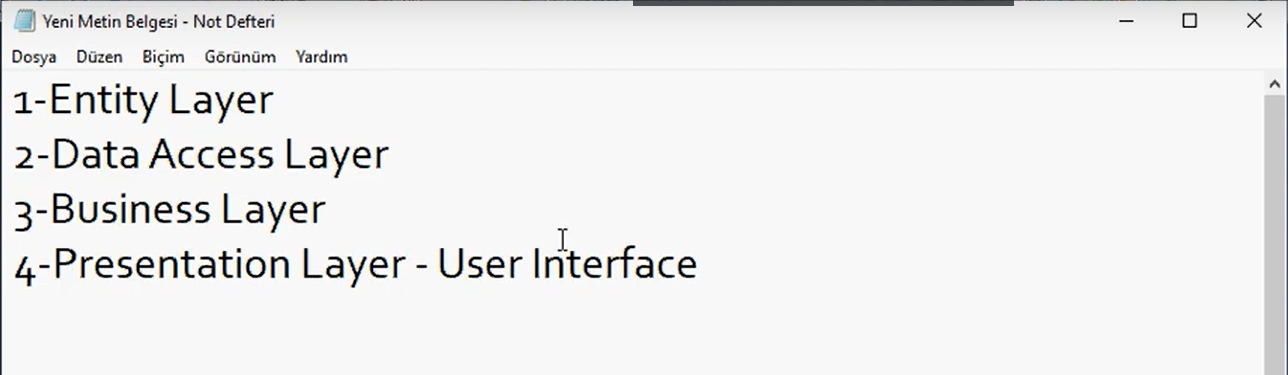 Yeni Metin Belgesi - Not Defteri
Dosya Düzen Biçim Görünüm Yardım
1-Entity Layer
2-Data Access Layer
3-Business Layer
4-Presentation Layer - User Interface